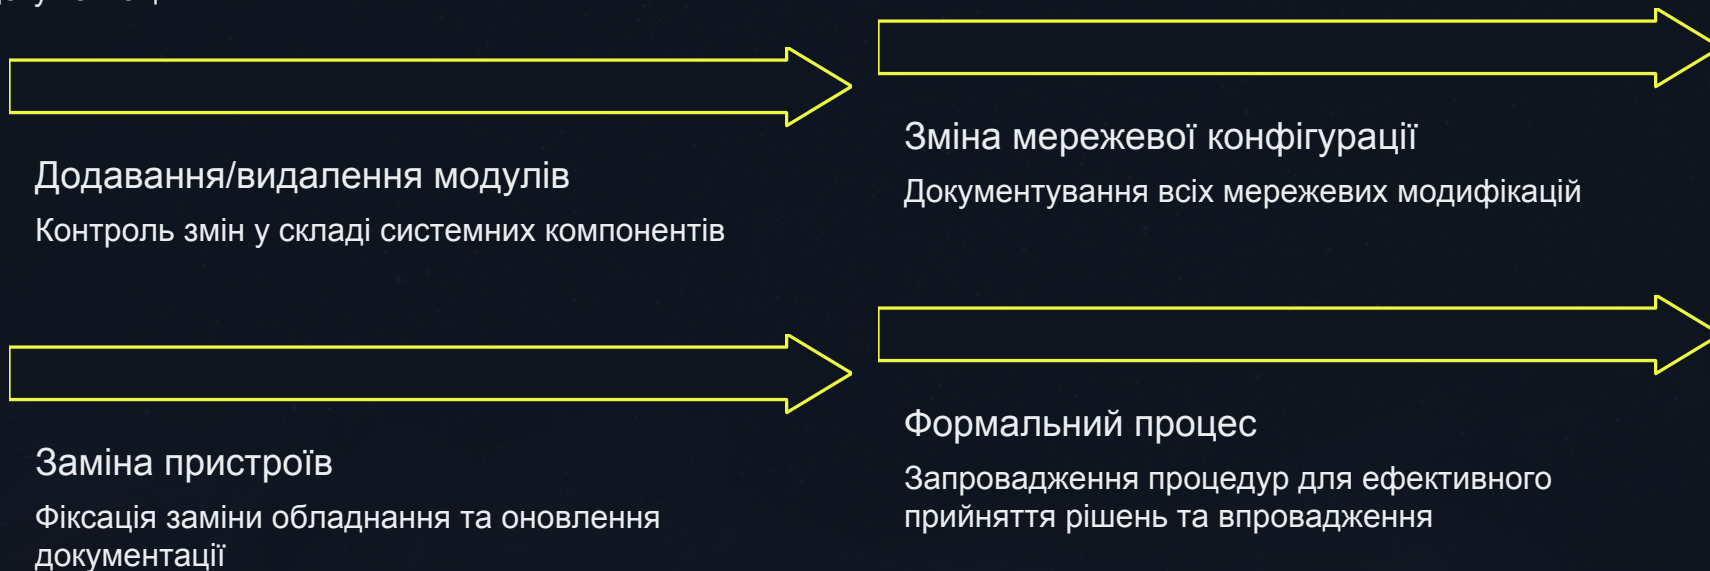 Додавання/видалення модулів
Контроль змін у складі системних компонентів
Зміна мережевої конфігурації
Документування всіх мережевих модифікацій
Заміна пристроїв
Фіксація заміни обладнання та оновлення
документації
Формальний процес
Запровадження процедур для ефективного
прийняття рішень та впровадження